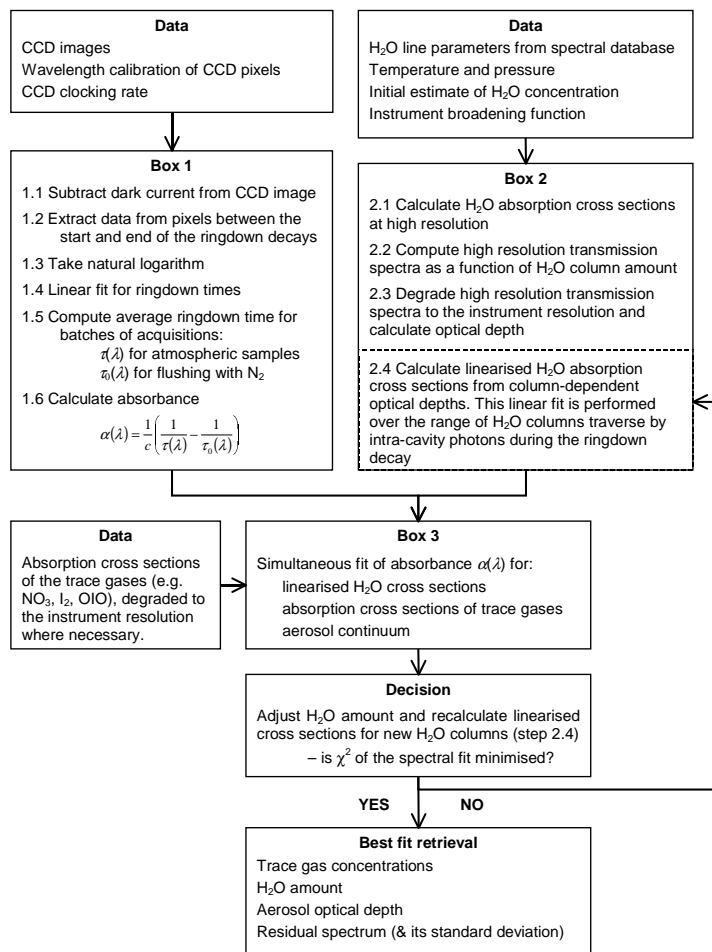 Data
CCD images
Wavelength calibration of CCD pixels
CCD clocking rate
Data
H₂O line parameters from spectral database
Temperature and pressure
Initial estimate of H₂O concentration
Instrument broadening function
Box 1
1.1 Subtract dark current from CCD image
1.2 Extract data from pixels between the
start and end of the ringdown decays
1.3 Take natural logarithm
1.4 Linear fit for ringdown times
1.5 Compute average ringdown time for
batches of acquisitions:
τ(λ) for atmospheric samples
τ₀(λ) for flushing with N₂
1.6 Calculate absorbance
α(λ) = 1/c (1/τ(λ) − 1/τ₀(λ))
Box 2
2.1 Calculate H₂O absorption cross sections
at high resolution
2.2 Compute high resolution transmission
spectra as a function of H₂O column amount
2.3 Degrade high resolution transmission
spectra to the instrument resolution and
calculate optical depth
2.4 Calculate linearised H₂O absorption
cross sections from column-dependent
optical depths. This linear fit is performed
over the range of H₂O columns traverse by
intra-cavity photons during the ringdown
decay
Data
Absorption cross sections
of the trace gases (e.g.
NO₃, I₂, OIO), degraded to
the instrument resolution
where necessary.
Box 3
Simultaneous fit of absorbance α(λ) for:
linearised H₂O cross sections
absorption cross sections of trace gases
aerosol continuum
Decision
Adjust H₂O amount and recalculate linearised
cross sections for new H₂O columns (step 2.4)
– is χ² of the spectral fit minimised?
YES NO
Best fit retrieval
Trace gas concentrations
H₂O amount
Aerosol optical depth
Residual spectrum (& its standard deviation)